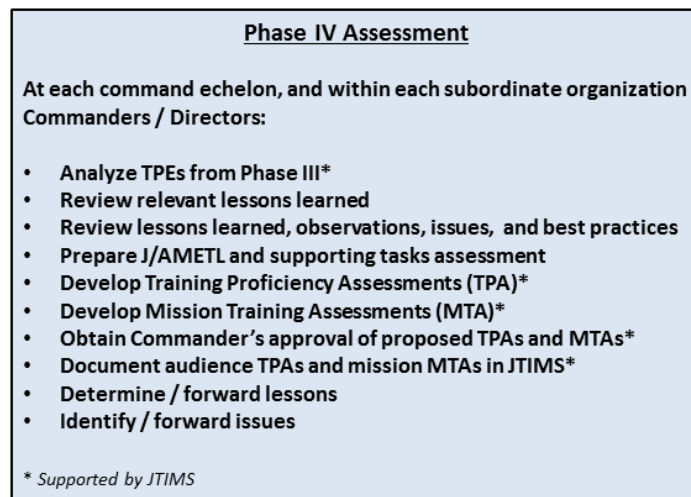 Phase IV Assessment
At each command echelon, and within each subordinate organization
Commanders / Directors:
• Analyze TPEs from Phase III*
• Review relevant lessons learned
• Review lessons learned, observations, issues, and best practices
• Prepare J/AMETL and supporting tasks assessment
• Develop Training Proficiency Assessments (TPA)*
• Develop Mission Training Assessments (MTA)*
• Obtain Commander's approval of proposed TPAs and MTAs*
• Document audience TPAs and mission MTAs in JTIMS*
• Determine / forward lessons
• Identify / forward issues
* Supported by JTIMS